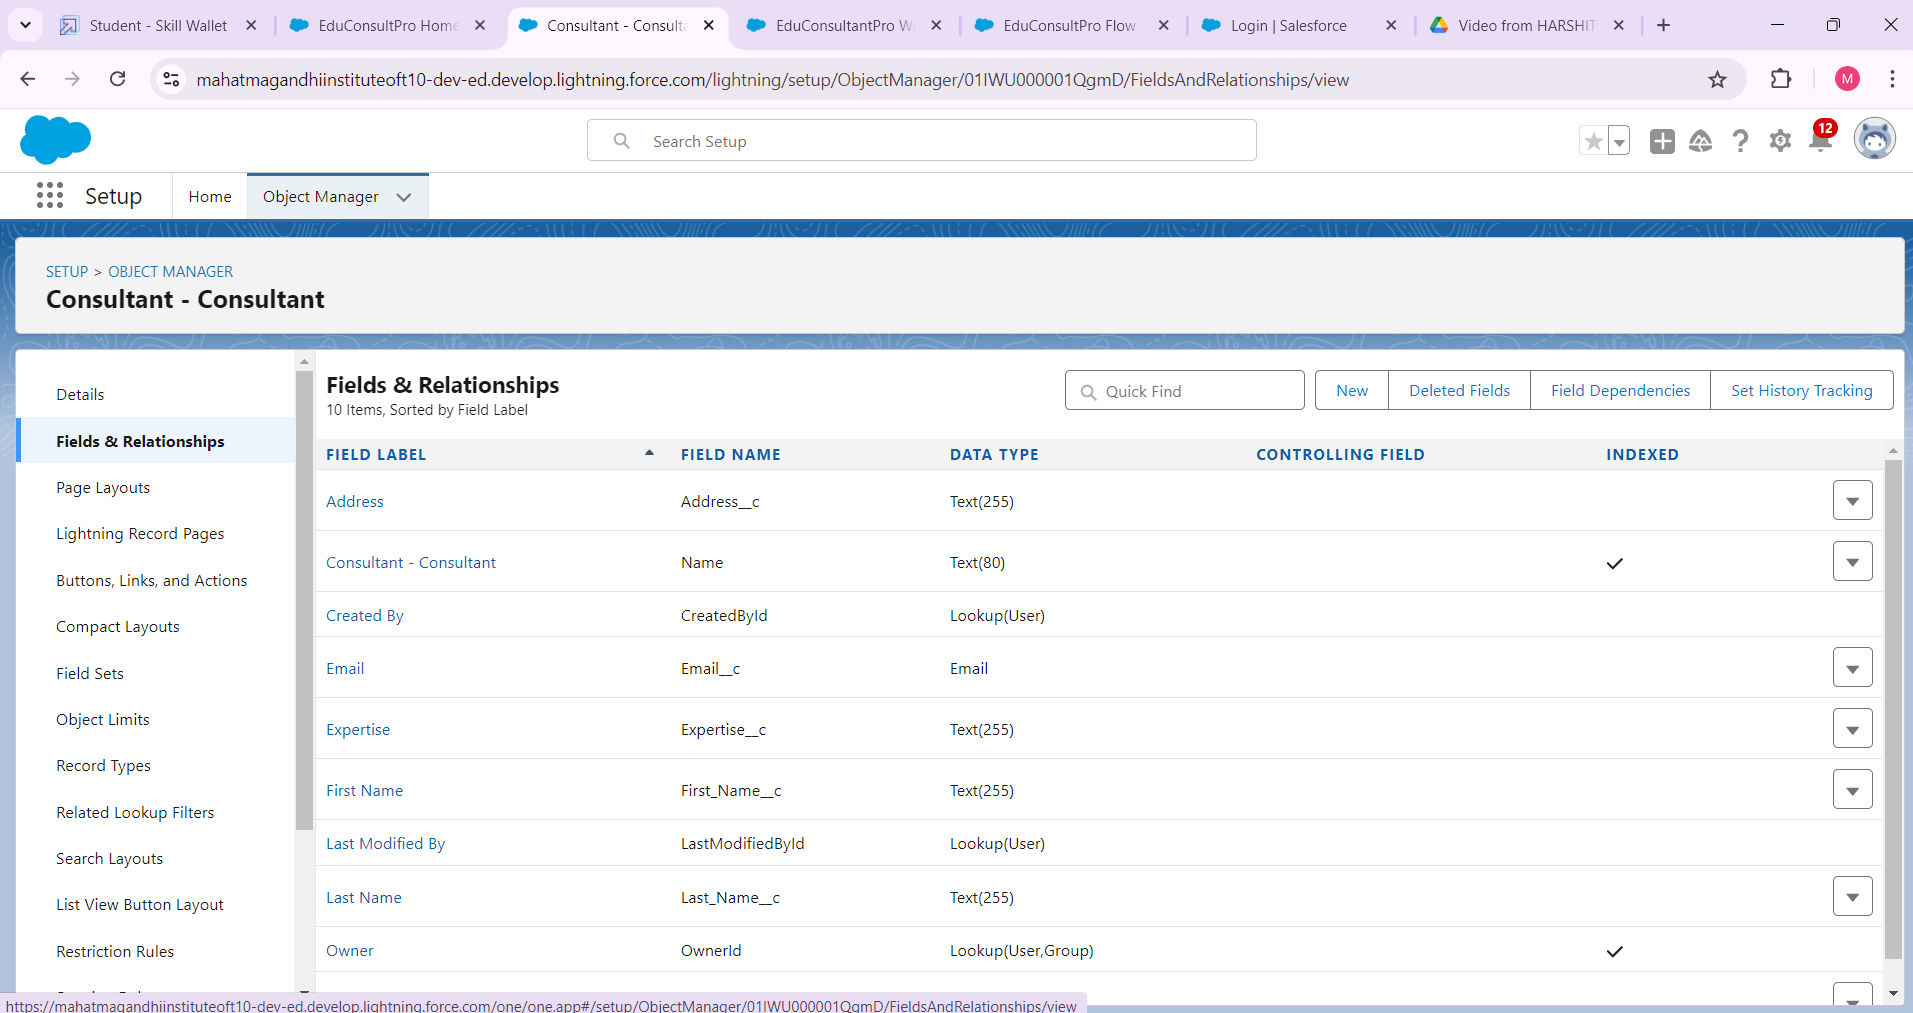 Student - Skill Wallet
EduConsultPro Home
Consultant - Consulta
EduConsultantPro W
EduConsultPro Flow
Login | Salesforce
Video from HARSHIT
mahatmagandhiinstituteoft10-dev-ed.develop.lightning.force.com/lightning/setup/ObjectManager/01IWU000001QgmD/FieldsAndRelationships/view
M
Search Setup
12
Setup
Home
Object Manager
SETUP > OBJECT MANAGER
Consultant - Consultant
Details
Fields & Relationships
Page Layouts
Lightning Record Pages
Buttons, Links, and Actions
Compact Layouts
Field Sets
Object Limits
Record Types
Related Lookup Filters
Search Layouts
List View Button Layout
Restriction Rules
Fields & Relationships
10 Items, Sorted by Field Label
Quick Find
New
Deleted Fields
Field Dependencies
Set History Tracking
FIELD LABEL FIELD NAME DATA TYPE CONTROLLING FIELD INDEXED
Address Address__c Text(255)
Consultant - Consultant Name Text(80)
Created By CreatedById Lookup(User)
Email Email__c Email
Expertise Expertise__c Text(255)
First Name First_Name__c Text(255)
Last Modified By LastModifiedById Lookup(User)
Last Name Last_Name__c Text(255)
Owner OwnerId Lookup(User,Group)
https://mahatmagandhiinstituteoft10-dev-ed.develop.lightning.force.com/one/one.app#/setup/ObjectManager/01IWU000001QgmD/FieldsAndRelationships/view